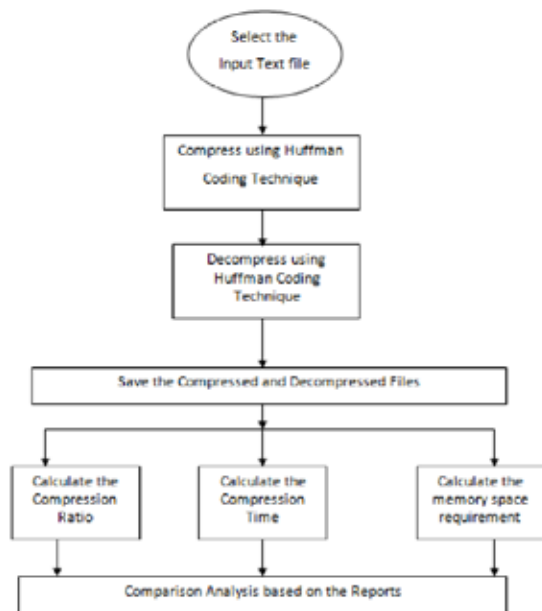 Select the
Input Text file
Compress using Huffman
Coding Technique
Decompress using
Huffman Coding
Technique
Save the Compressed and Decompressed Files
Calculate the
Compression
Ratio
Calculate the
Compression
Time
Calculate the
memory space
requirement
Comparison Analysis based on the Reports